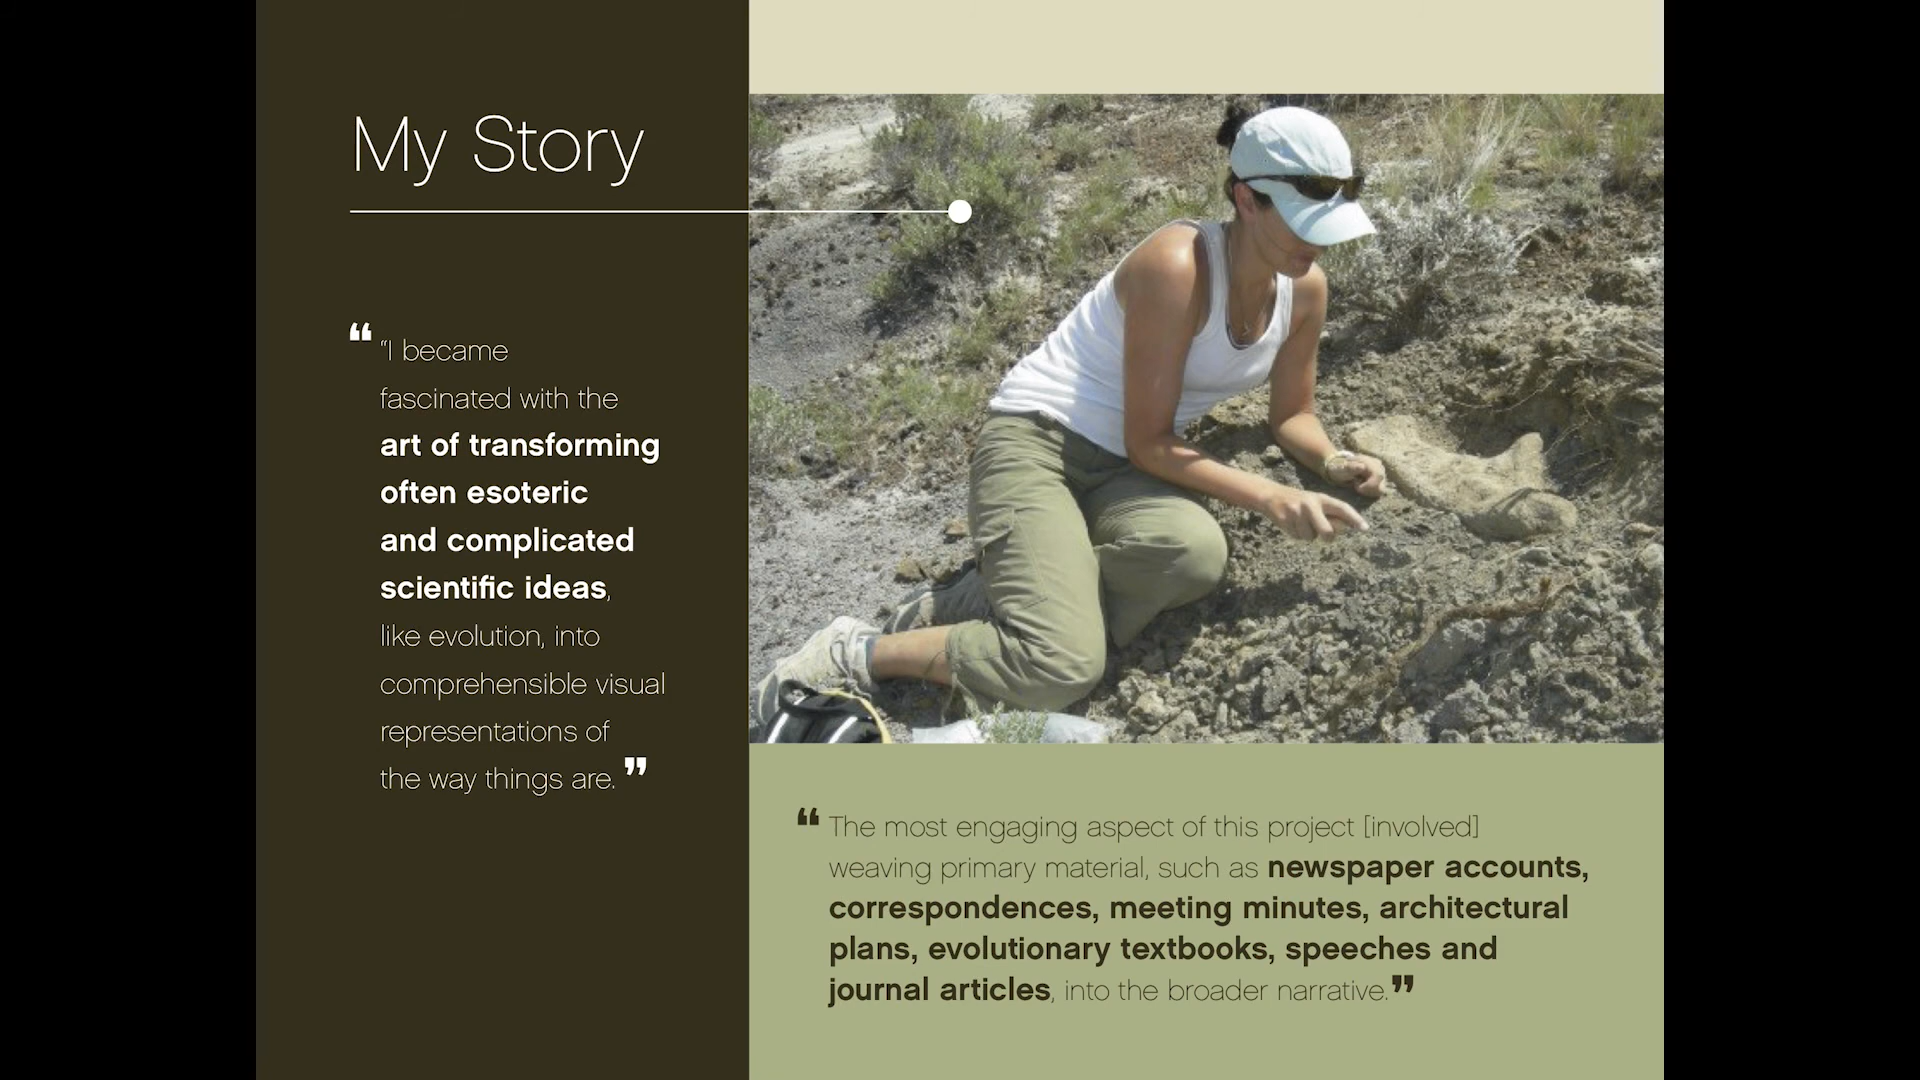 My Story
❝ “I became
fascinated with the
art of transforming
often esoteric
and complicated
scientific ideas,
like evolution, into
comprehensible visual
representations of
the way things are. ❞
❝ The most engaging aspect of this project [involved]
weaving primary material, such as newspaper accounts,
correspondences, meeting minutes, architectural
plans, evolutionary textbooks, speeches and
journal articles, into the broader narrative.❞